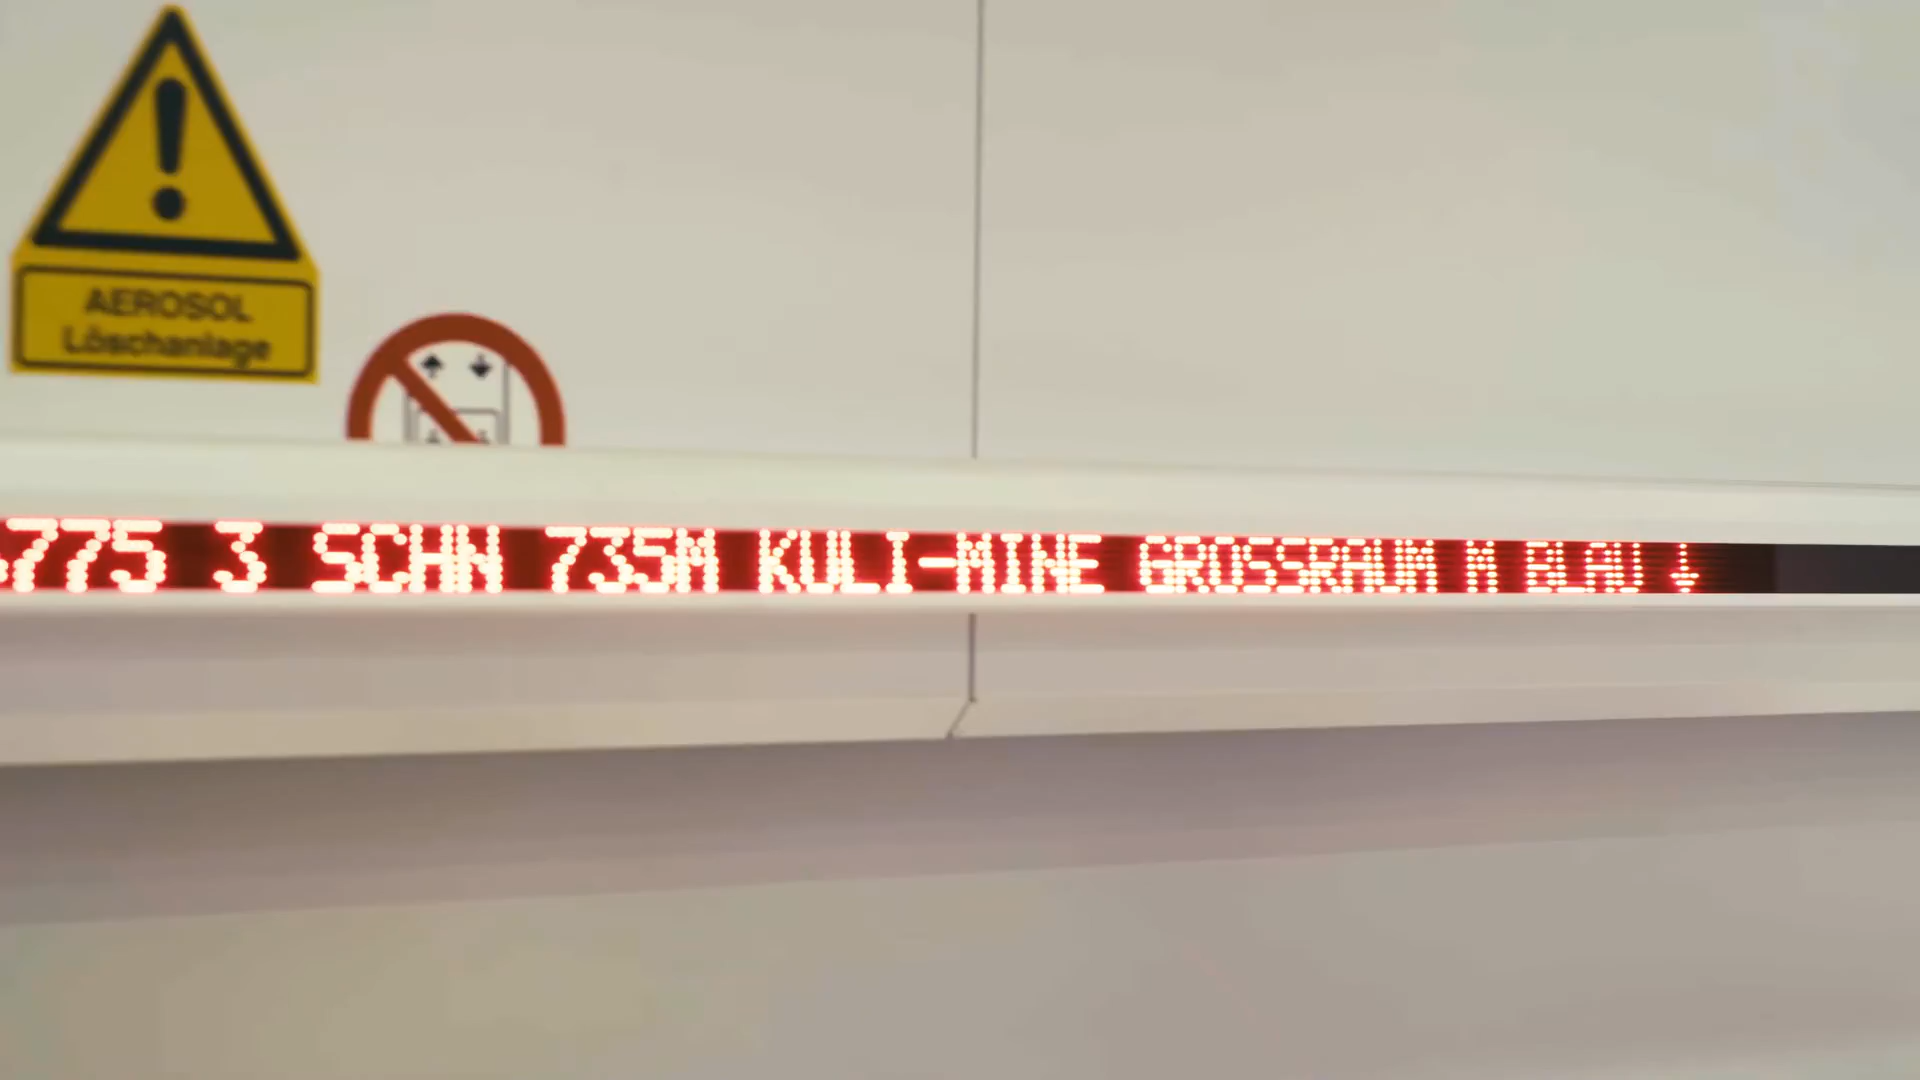 AEROSOL
Löschanlage
775 3 SCHN 735M KULI-MINE GROSSRAUM M BLAU ↓